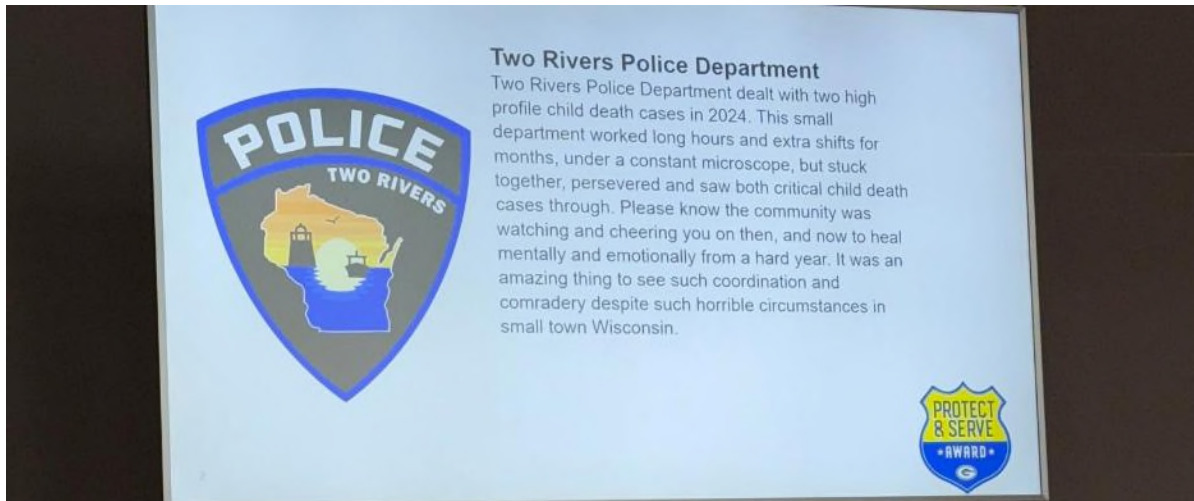 POLICE
TWO RIVERS
Two Rivers Police Department
Two Rivers Police Department dealt with two high
profile child death cases in 2024. This small
department worked long hours and extra shifts for
months, under a constant microscope, but stuck
together, persevered and saw both critical child death
cases through. Please know the community was
watching and cheering you on then, and now to heal
mentally and emotionally from a hard year. It was an
amazing thing to see such coordination and
comradery despite such horrible circumstances in
small town Wisconsin.
PROTECT
& SERVE
AWARD
G